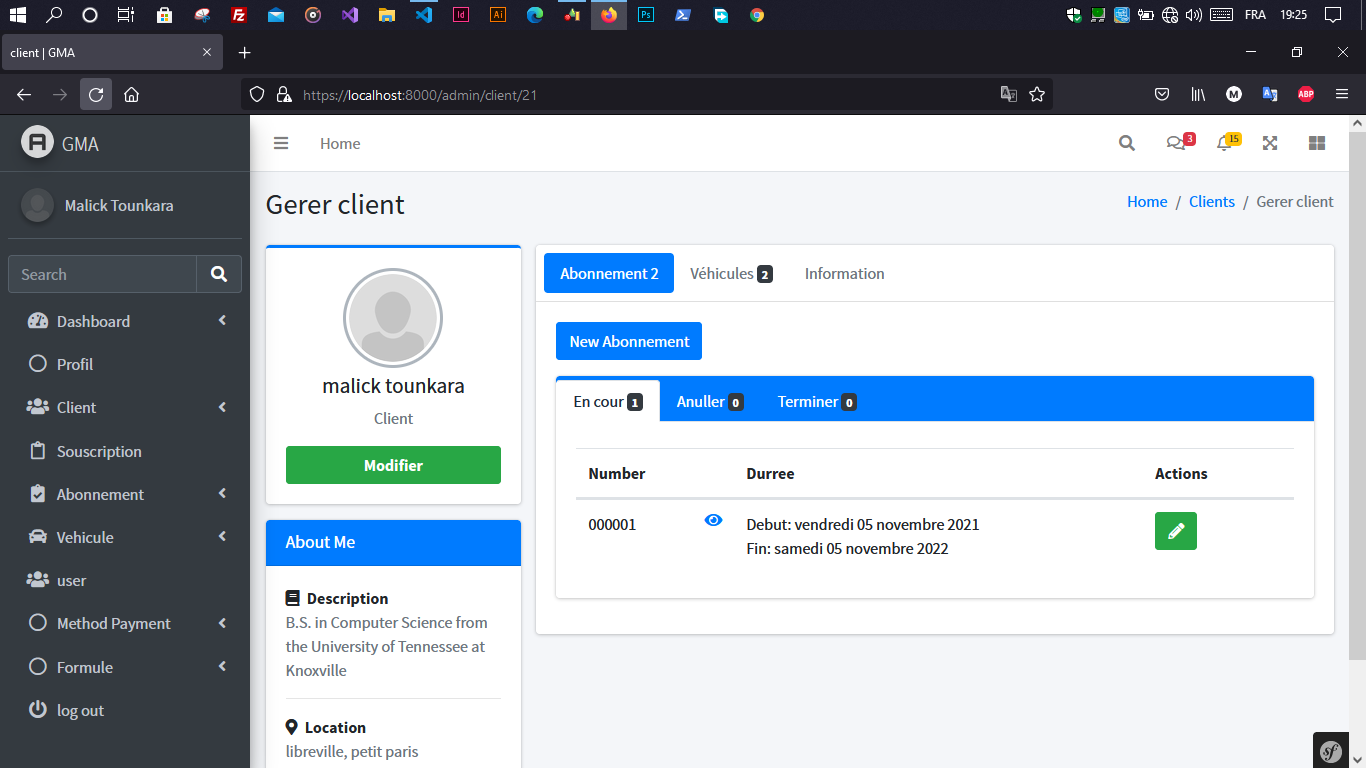 FRA
19:25
client | GMA
https://localhost:8000/admin/client/21
M
ABP
GMA
Malick Tounkara
Search
Dashboard
Profil
Client
Souscription
Abonnement
Vehicule
user
Method Payment
Formule
log out
Home
3
15
Gerer client
Home / Clients / Gerer client
malick tounkara
Client
Modifier
About Me
Description
B.S. in Computer Science from
the University of Tennessee at
Knoxville
Location
libreville, petit paris
Abonnement 2
Véhicules 2
Information
New Abonnement
En cour 1
Anuller 0
Terminer 0
Number
Durree
Actions
000001
Debut: vendredi 05 novembre 2021
Fin: samedi 05 novembre 2022
sf